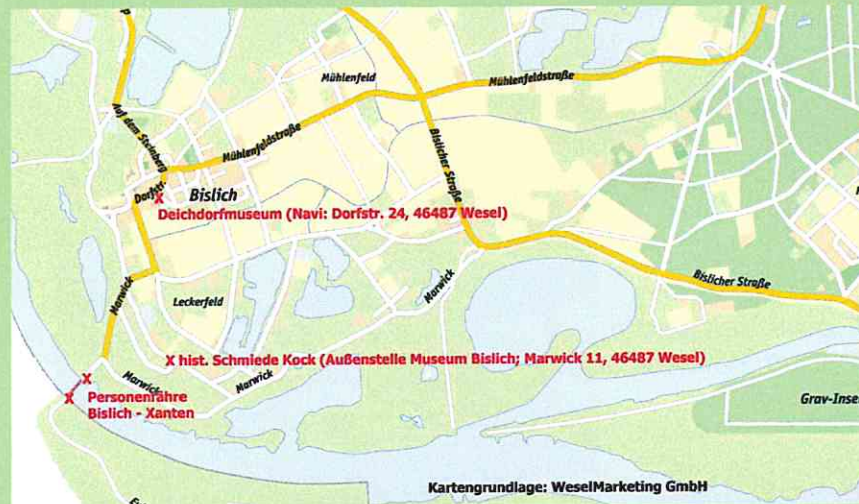 Mühlenfeld
Mühlenfeldstraße
Auf dem Steinberg
Mühlenfeldstraße
Bislicher Straße
Dorfstr.
Bislich
X
Deichdorfmuseum (Navi: Dorfstr. 24, 46487 Wesel)
Marwick
Marwick
Bislicher Straße
Leckerfeld
X hist. Schmiede Kock (Außenstelle Museum Bislich; Marwick 11, 46487 Wesel)
Marwick
Marwick
X
X
Personenfähre
Bislich - Xanten
Grav-Inse
Kartengrundlage: WeselMarketing GmbH